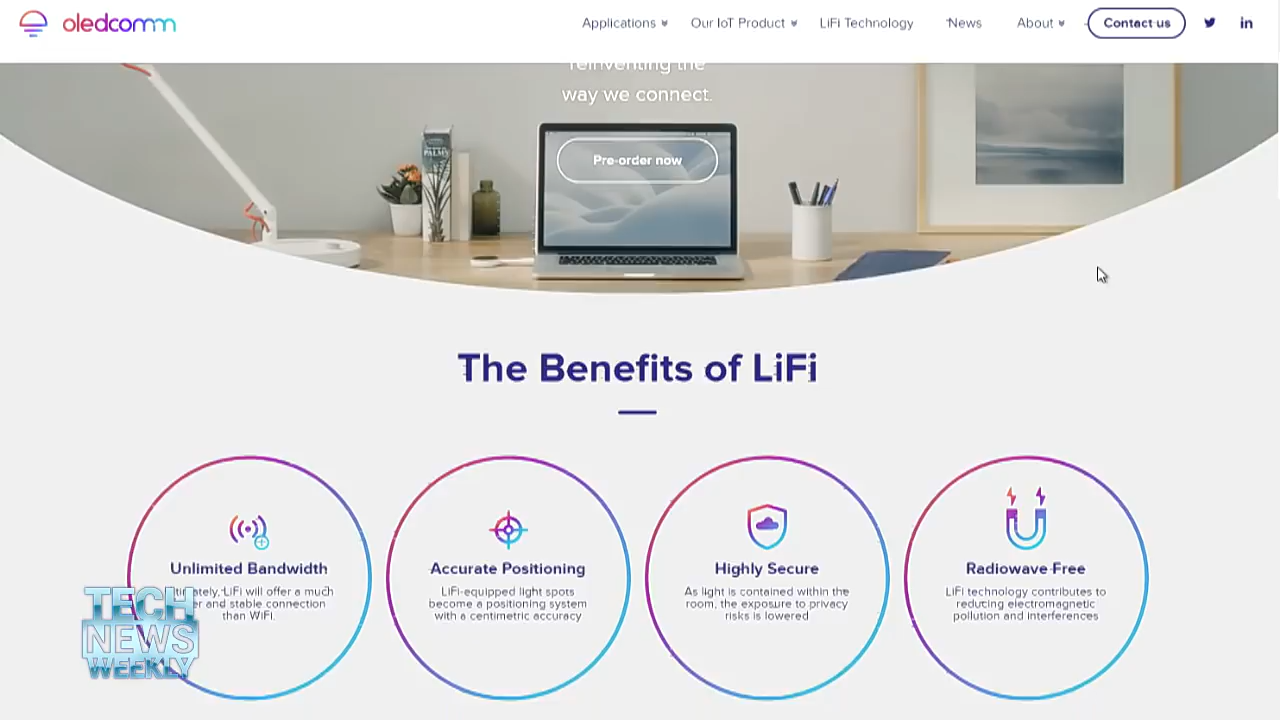 oledcomm
Applications
Our IoT Product
LiFi Technology
News
About
Contact us
in
reinventing the
way we connect.
PALMS
Pre-order now
The Benefits of LiFi
Unlimited Bandwidth
LiFi will offer a much
and stable connection
than WiFi.
Accurate Positioning
LiFi-equipped light spots
become a positioning system
with a centimetric accuracy
Highly Secure
As light is contained within the
room, the exposure to privacy
risks is lowered
Radiowave Free
LiFi technology contributes to
reducing electromagnetic
pollution and interferences
TECH
NEWS
WEEKLY